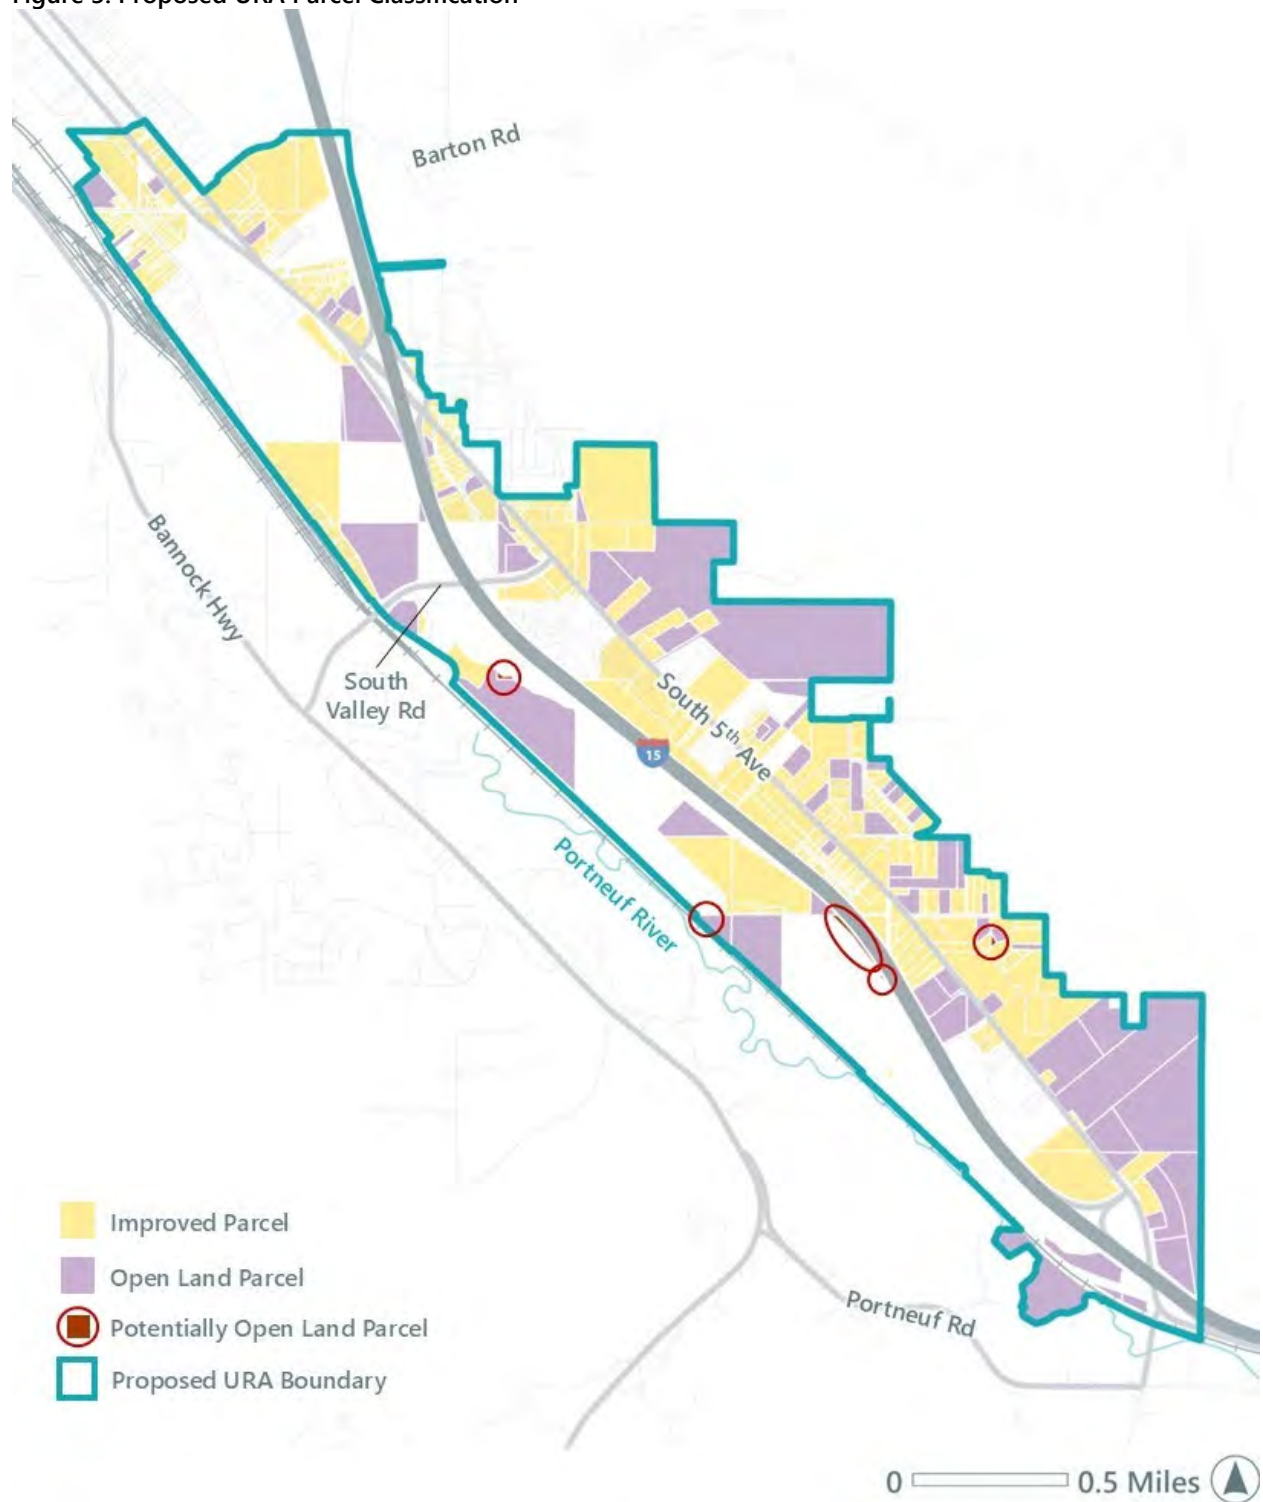 Figure 5: Proposed URA Parcel Classification
Barton Rd
Bannock Hwy
South
Valley Rd
South 5th Ave
15
Portneuf River
Improved Parcel
Open Land Parcel
Potentially Open Land Parcel
Proposed URA Boundary
Portneuf Rd
0 0.5 Miles